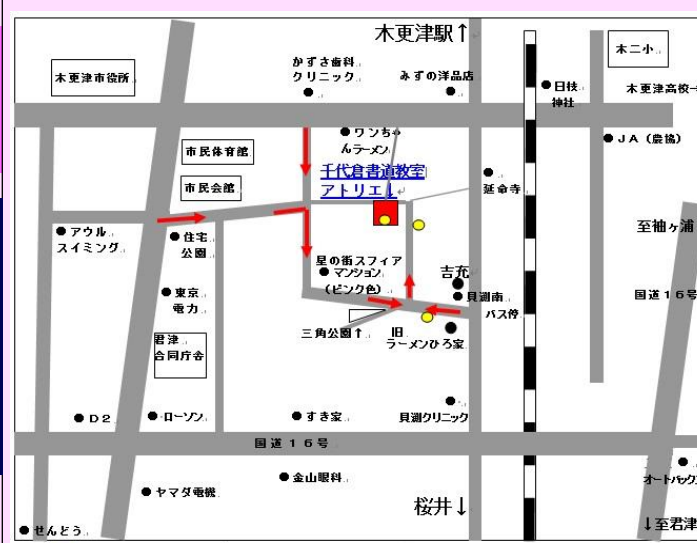 木更津駅↑
木更津市役所
かずさ歯科
クリニック
みずの洋品店
木二小
日枝
神社
木更津高校→
ワンちゃ
んラーメン
JA（農協）
市民体育館
市民会館
千代倉書道教室
アトリエ↓
延命寺
至袖ヶ浦
アウル
スイミング
住宅
公園
星の街スフィア
マンション
（ピンク色）
吉充
東京
電力
貝渕南
バス停
国道16号
君津
合同庁舎
三角公園↑
旧
ラーメンひろ家
D2
ローソン
すき家
貝渕クリニック
国道16号
金山眼科
オートバックス
ヤマダ電機
桜井↓
せんどう
↓至君津